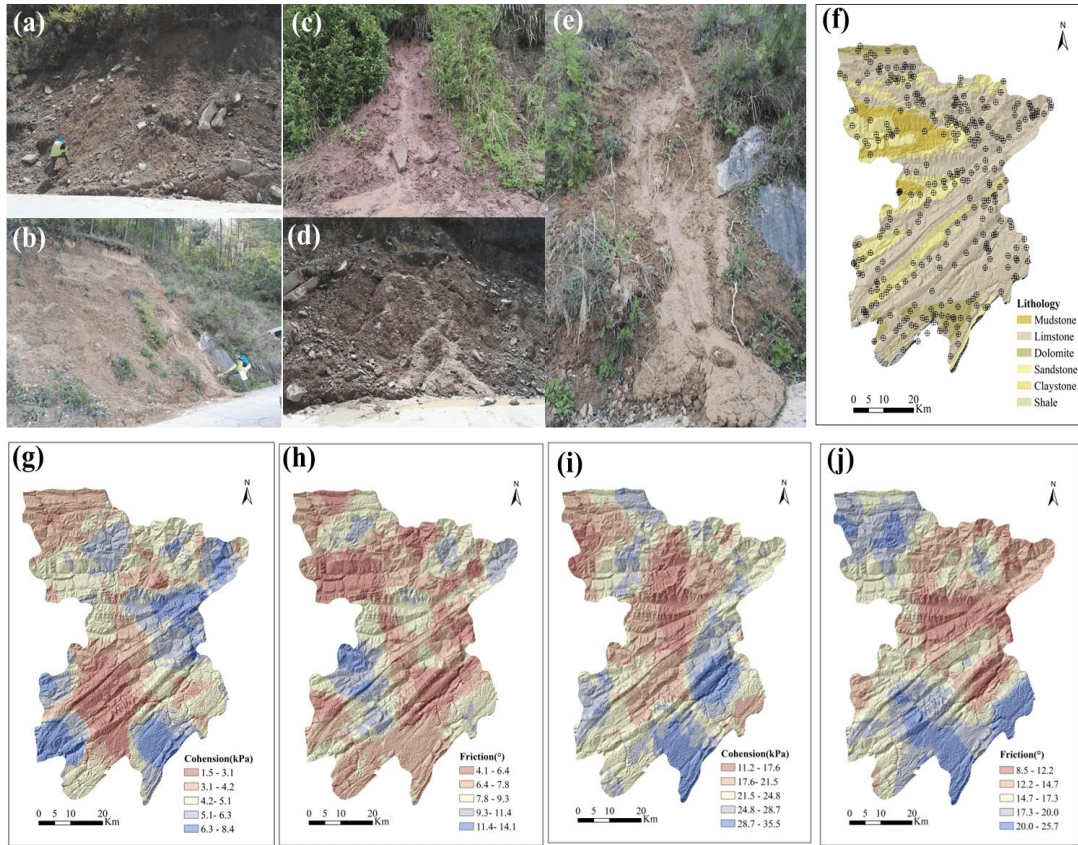 (a)
(b)
(c)
(d)
(e)
(f)
N
Lithology
Mudstone
Limstone
Dolomite
Sandstone
Claystone
Shale
0 5 10 20
Km
(g)
N
Cohension(kPa)
1.5 - 3.1
3.1 - 4.2
4.2- 5.1
5.1 - 6.3
6.3 - 8.4
0 5 10 20
Km
(h)
N
Friction(°)
4.1 - 6.4
6.4 - 7.8
7.8 - 9.3
9.3 - 11.4
11.4- 14.1
0 5 10 20
Km
(i)
N
Cohension(kPa)
11.2 - 17.6
17.6- 21.5
21.5 - 24.8
24.8 - 28.7
28.7 - 35.5
0 5 10 20
Km
(j)
N
Friction(°)
8.5 - 12.2
12.2 - 14.7
14.7 - 17.3
17.3 - 20.0
20.0 - 25.7
0 5 10 20
Km